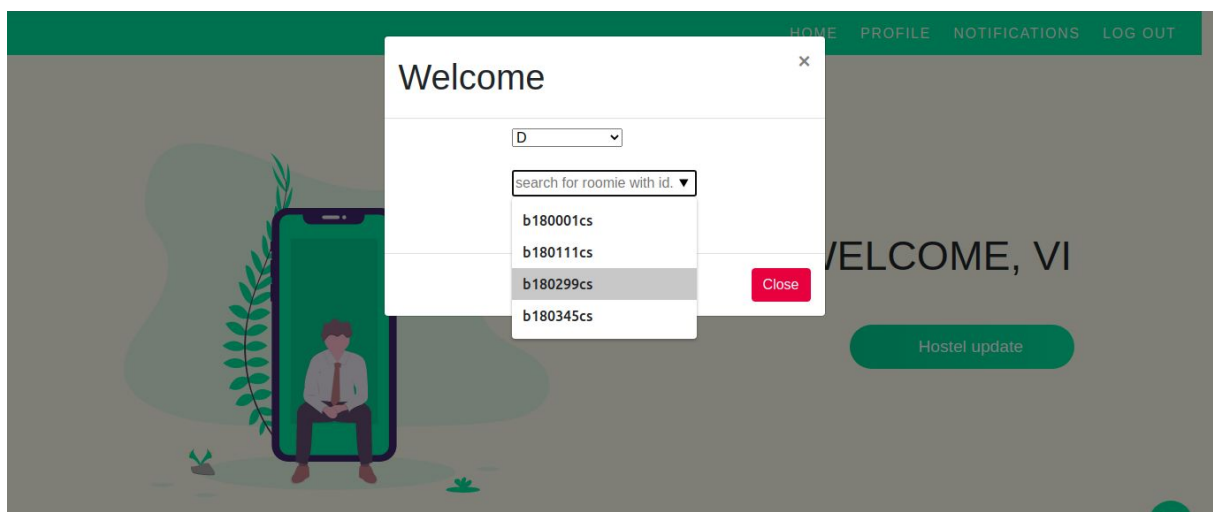 HOME PROFILE NOTIFICATIONS LOG OUT
Welcome
×
D
search for roomie with id.
b180001cs
b180111cs
b180299cs
b180345cs
Close
VI
Hostel update